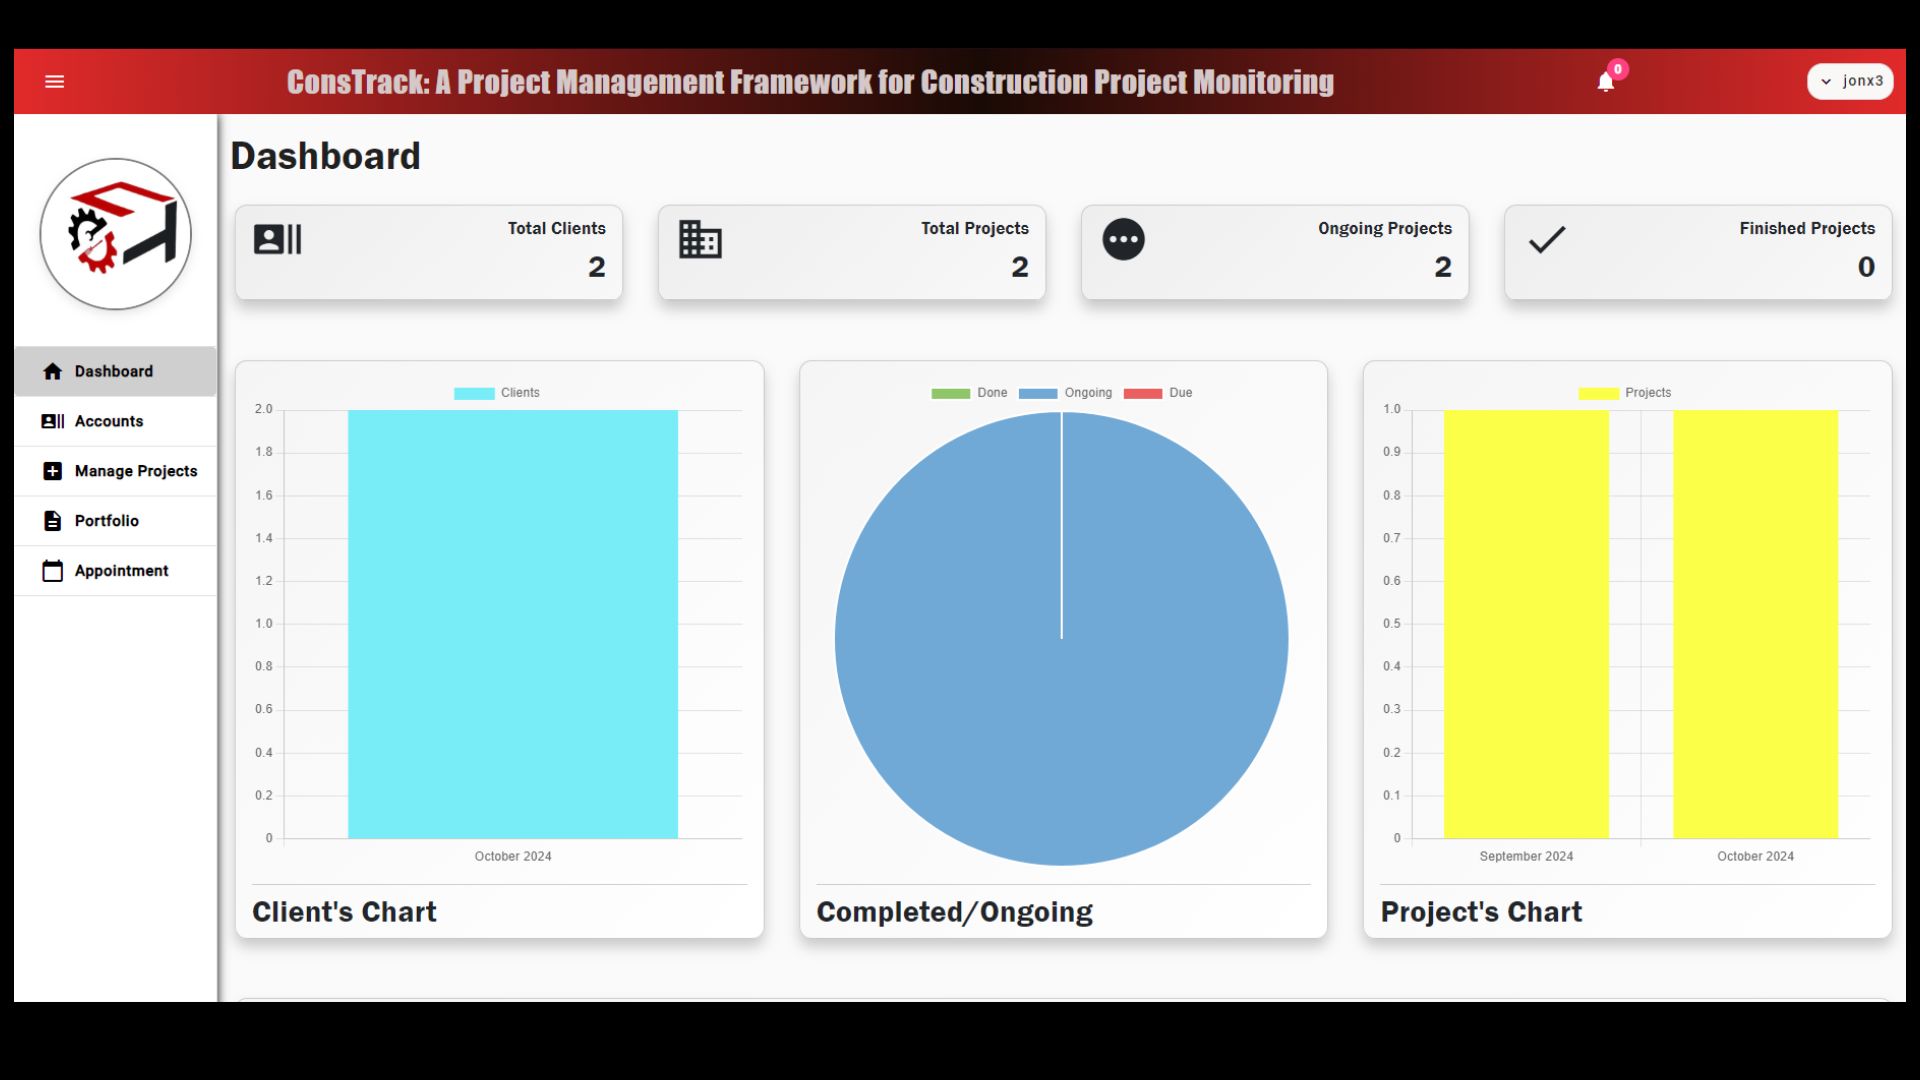 ConsTrack: A Project Management Framework for Construction Project Monitoring
0
jonx3
Dashboard
Total Clients
2
Total Projects
2
Ongoing Projects
2
Finished Projects
0
Dashboard
Accounts
Manage Projects
Portfolio
Appointment
Clients
2.0
1.8
1.6
1.4
1.2
1.0
0.8
0.6
0.4
0.2
0
October 2024
Client's Chart
Done Ongoing Due
Completed/Ongoing
Projects
1.0
0.9
0.8
0.7
0.6
0.5
0.4
0.3
0.2
0.1
0
September 2024 October 2024
Project's Chart